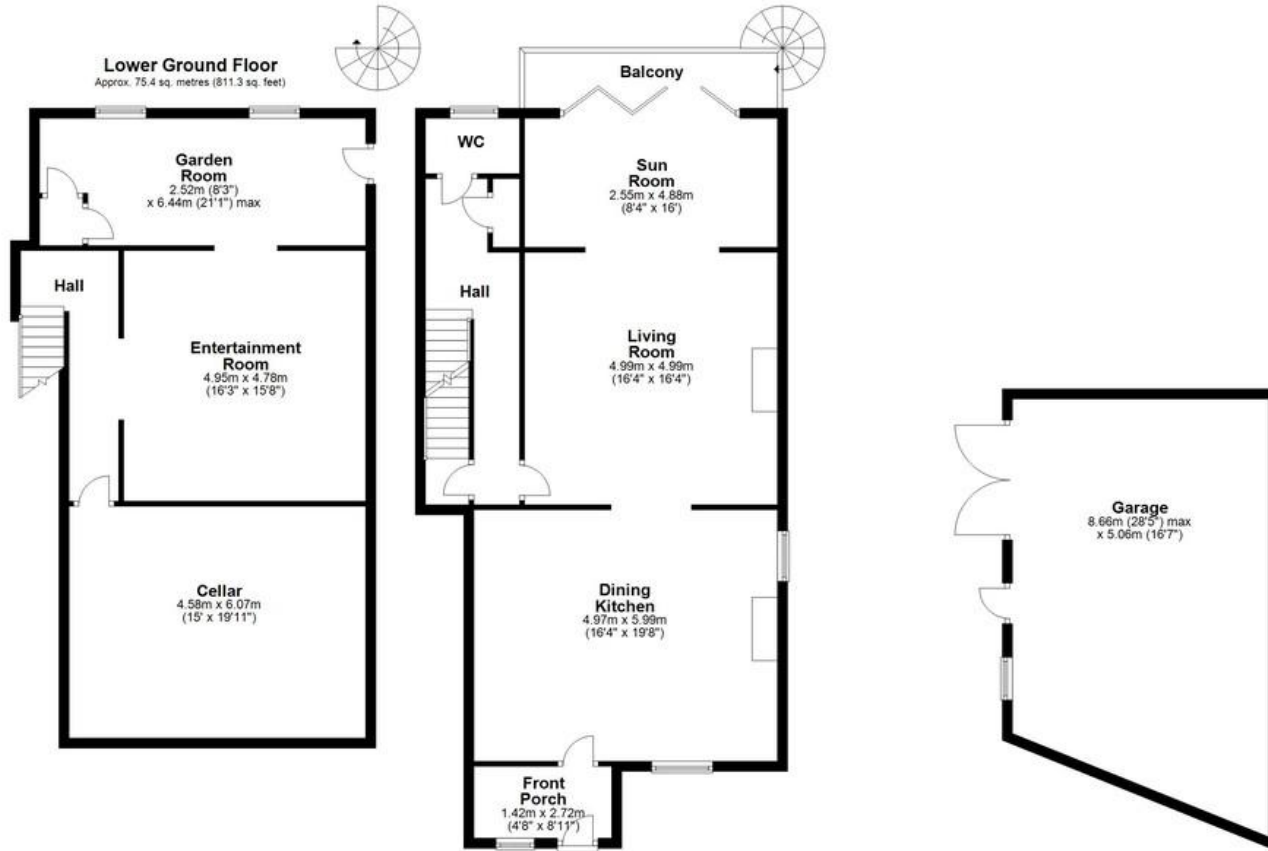 Lower Ground Floor
Approx. 75.4 sq. metres (811.3 sq. feet)
Garden
Room
2.52m (8'3")
x 6.44m (21'1") max
Hall
Entertainment
Room
4.95m x 4.78m
(16'3" x 15'8")
Cellar
4.58m x 6.07m
(15' x 19'11")
Balcony
WC
Sun
Room
2.55m x 4.88m
(8'4" x 16')
Hall
Living
Room
4.99m x 4.99m
(16'4" x 16'4")
Dining
Kitchen
4.97m x 5.99m
(16'4" x 19'8")
Front
Porch
1.42m x 2.72m
(4'8" x 8'11")
Garage
8.66m (28'5") max
x 5.06m (16'7")